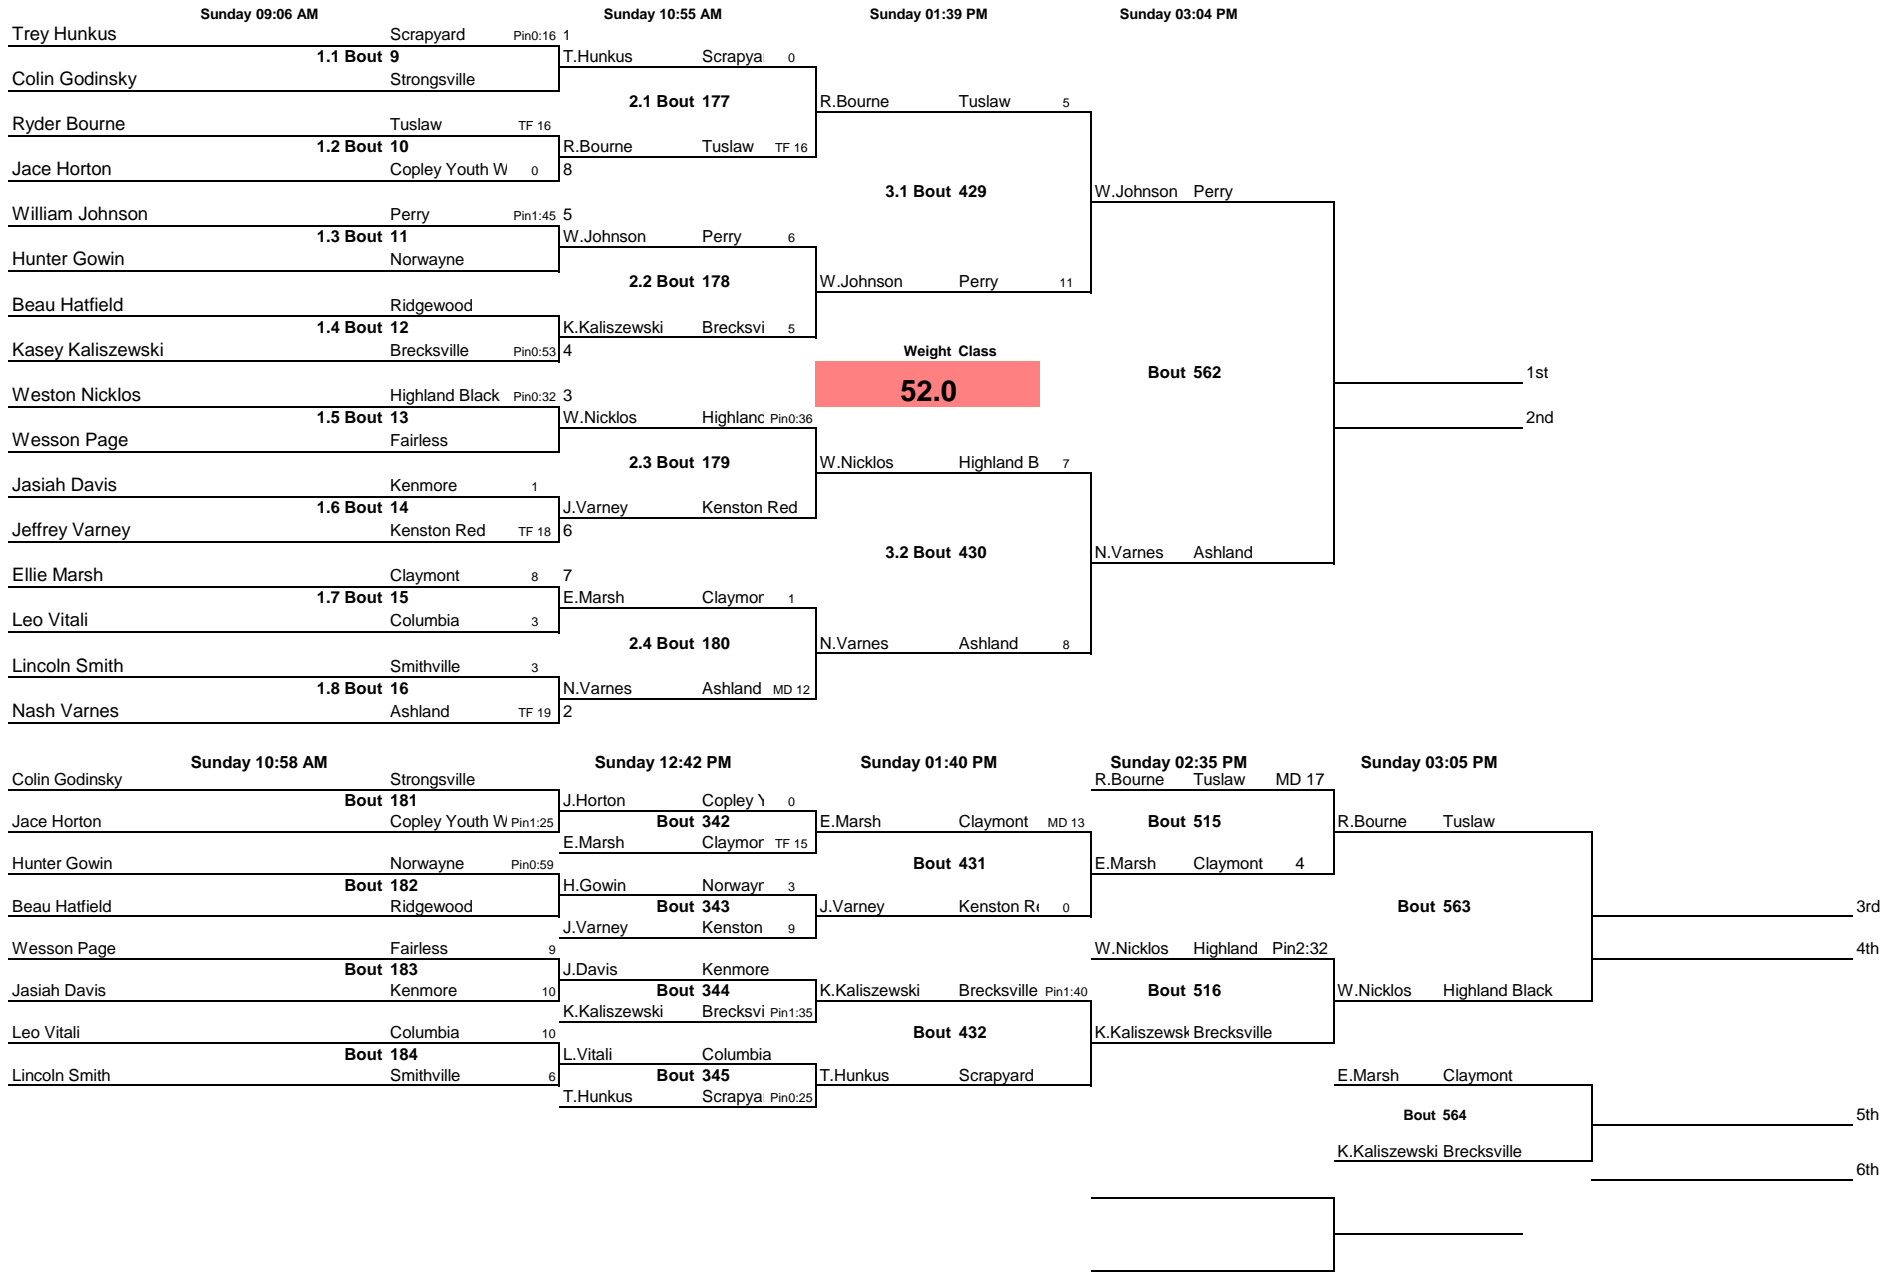 Sunday 09:06 AM Sunday 10:55 AM Sunday 01:39 PM Sunday 03:04 PM
Trey Hunkus Scrapyard Pin0:16 1
1.1 Bout 9 T.Hunkus Scrapya 0
Colin Godinsky Strongsville
2.1 Bout 177 R.Bourne Tuslaw 5
Ryder Bourne Tuslaw TF 16
1.2 Bout 10 R.Bourne Tuslaw TF 16
Jace Horton Copley Youth W 0 8
3.1 Bout 429 W.Johnson Perry
William Johnson Perry Pin1:45 5
1.3 Bout 11 W.Johnson Perry 6
Hunter Gowin Norwayne
2.2 Bout 178 W.Johnson Perry 11
Beau Hatfield Ridgewood
1.4 Bout 12 K.Kaliszewski Brecksvi 5
Kasey Kaliszewski Brecksville Pin0:53 4 Weight Class
Bout 562 1st
Weston Nicklos Highland Black Pin0:32 3 52.0
1.5 Bout 13 W.Nicklos Highlanc Pin0:36 2nd
Wesson Page Fairless
2.3 Bout 179 W.Nicklos Highland B 7
Jasiah Davis Kenmore 1
1.6 Bout 14 J.Varney Kenston Red
Jeffrey Varney Kenston Red TF 18 6
3.2 Bout 430 N.Varnes Ashland
Ellie Marsh Claymont 8 7
1.7 Bout 15 E.Marsh Claymor 1
Leo Vitali Columbia 3
2.4 Bout 180 N.Varnes Ashland 8
Lincoln Smith Smithville 3
1.8 Bout 16 N.Varnes Ashland MD 12
Nash Varnes Ashland TF 19 2
Sunday 10:58 AM Sunday 12:42 PM Sunday 01:40 PM Sunday 02:35 PM Sunday 03:05 PM
Colin Godinsky Strongsville R.Bourne Tuslaw MD 17
Bout 181 J.Horton Copley Y 0
Jace Horton Copley Youth W Pin1:25 Bout 342 E.Marsh Claymont MD 13 Bout 515 R.Bourne Tuslaw
E.Marsh Claymor TF 15
Hunter Gowin Norwayne Pin0:59 Bout 431 E.Marsh Claymont 4
Bout 182 H.Gowin Norwayr 3
Beau Hatfield Ridgewood Bout 343 J.Varney Kenston Re 0 Bout 563 3rd
J.Varney Kenston 9
Wesson Page Fairless 9 W.Nicklos Highland Pin2:32 4th
Bout 183 J.Davis Kenmore
Jasiah Davis Kenmore 10 Bout 344 K.Kaliszewski Brecksville Pin1:40 Bout 516 W.Nicklos Highland Black
K.Kaliszewski Brecksvi Pin1:35
Leo Vitali Columbia 10 Bout 432 K.Kaliszewsk Brecksville
Bout 184 L.Vitali Columbia
Lincoln Smith Smithville 6 Bout 345 T.Hunkus Scrapyard E.Marsh Claymont
T.Hunkus Scrapya Pin0:25
Bout 564 5th
K.Kaliszewski Brecksville
6th